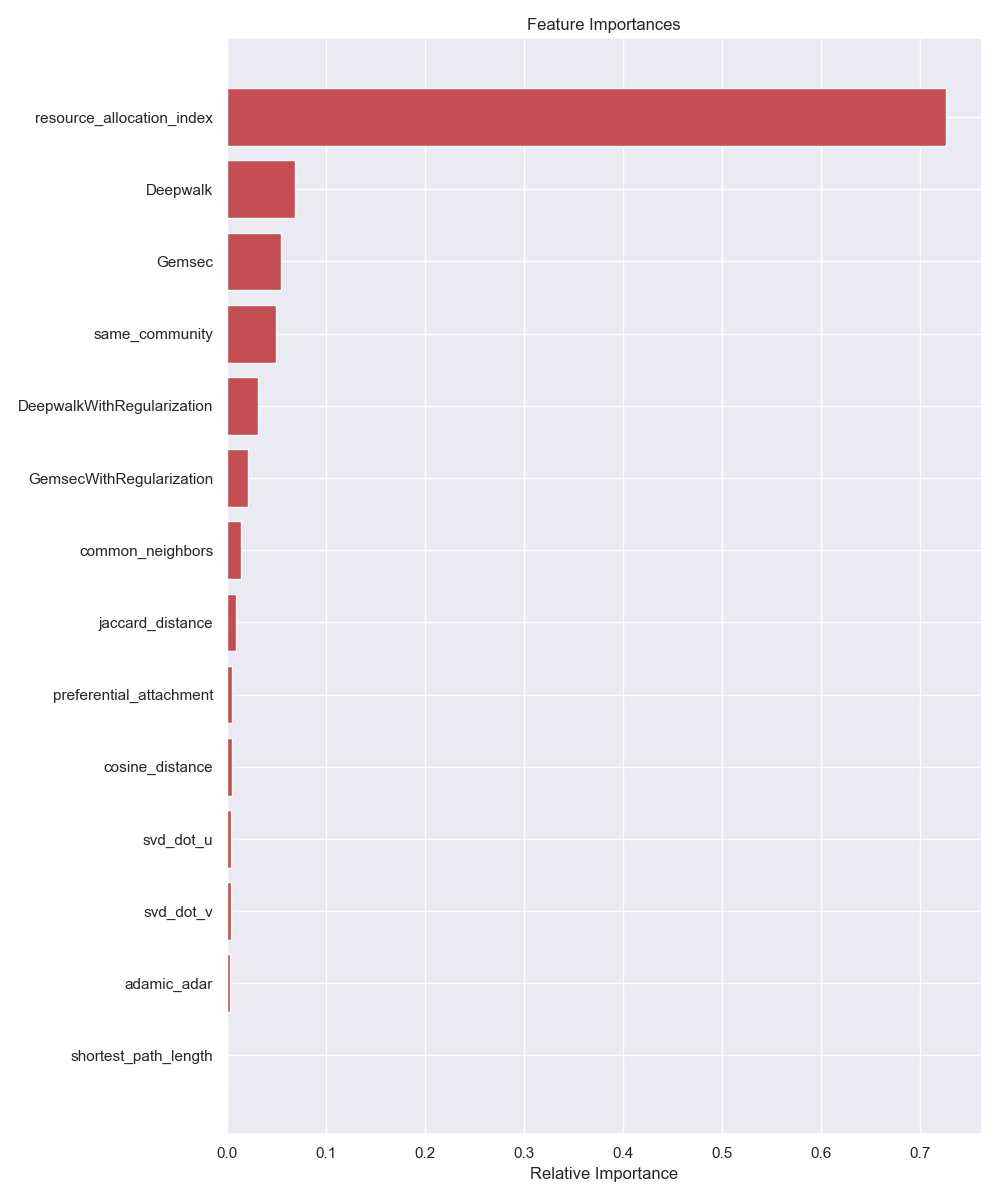 Feature Importances
resource_allocation_index
Deepwalk
Gemsec
same_community
DeepwalkWithRegularization
GemsecWithRegularization
common_neighbors
jaccard_distance
preferential_attachment
cosine_distance
svd_dot_u
svd_dot_v
adamic_adar
shortest_path_length
0.0 0.1 0.2 0.3 0.4 0.5 0.6 0.7
Relative Importance